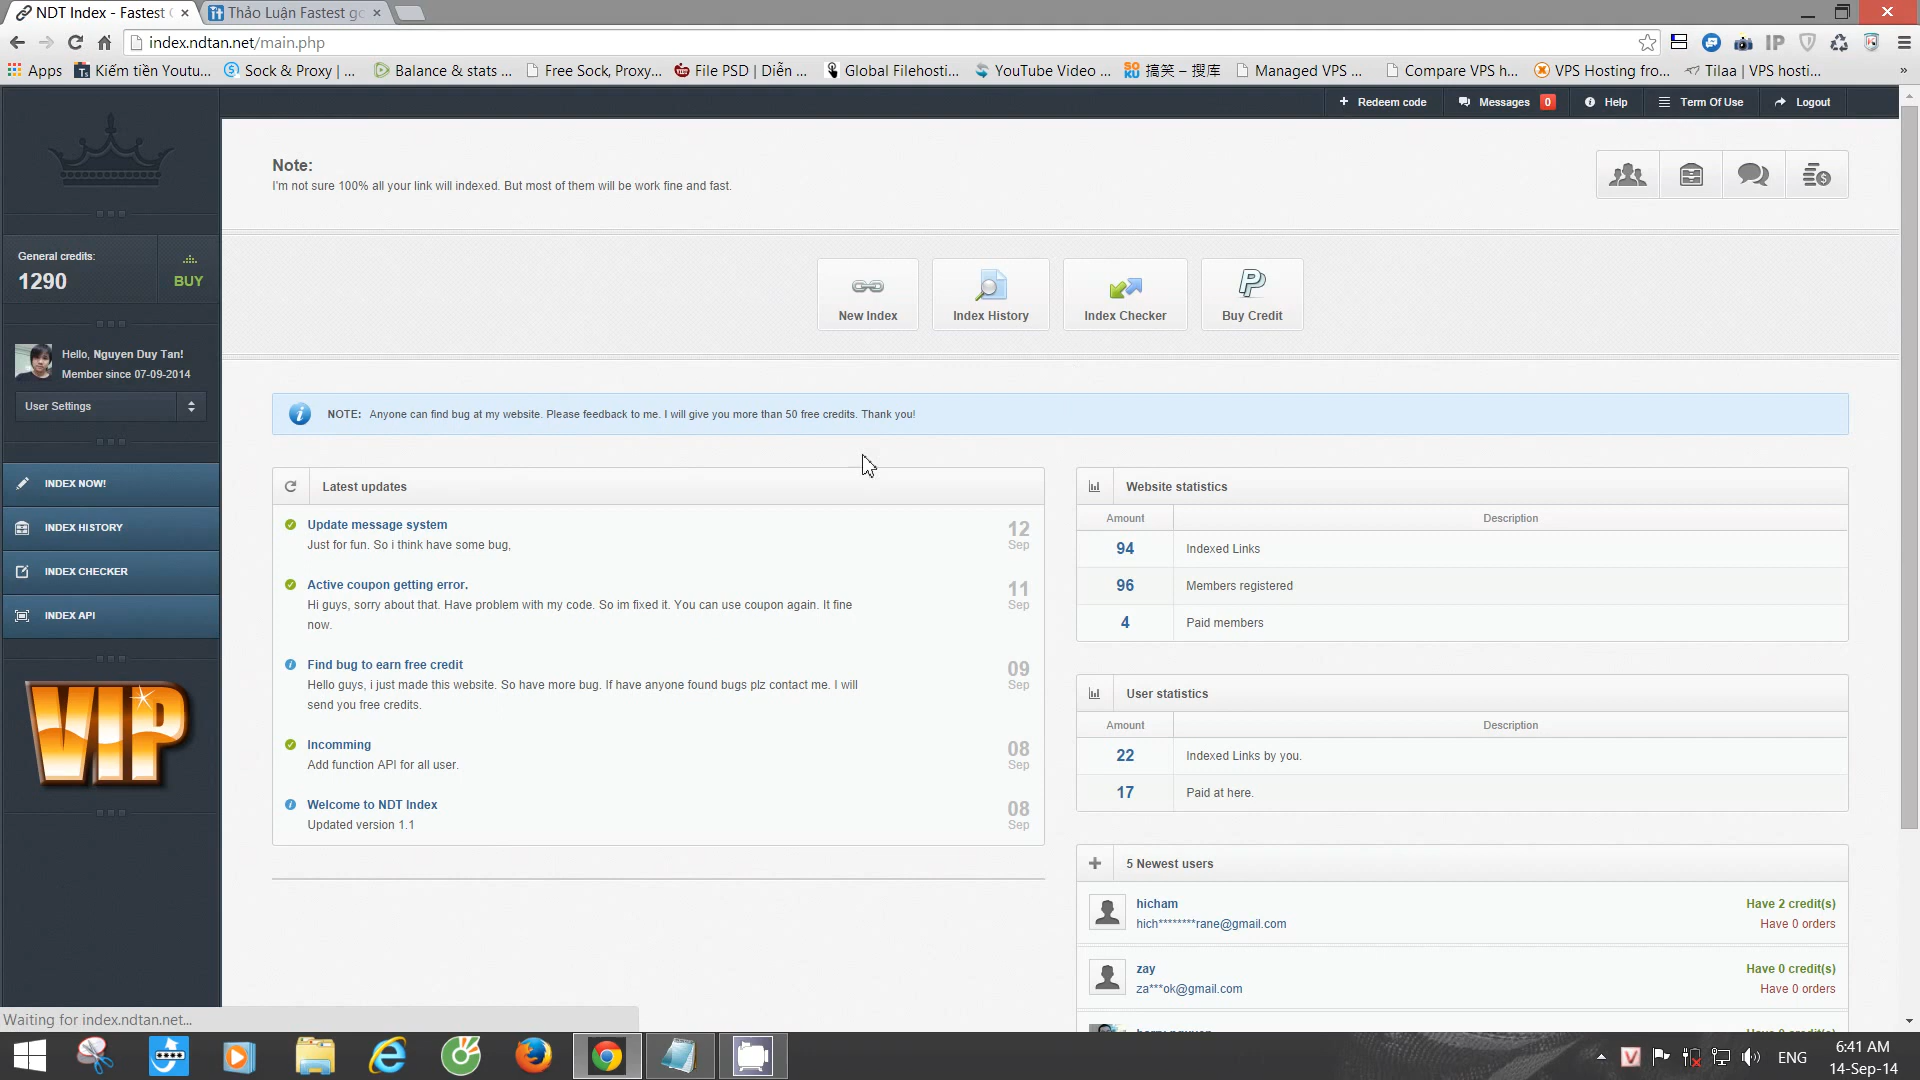 NDT Index - Fastest
Thảo Luận Fastest go
index.ndtan.net/main.php
Apps
Kiếm tiền Youtu...
Sock & Proxy | ...
Balance & stats ...
Free Sock, Proxy...
File PSD | Diễn ...
Global Filehosti...
YouTube Video ...
搞笑 – 搜库
Managed VPS ...
Compare VPS h...
VPS Hosting fro...
Tilaa | VPS hosti...
Redeem code
Messages 0
Help
Term Of Use
Logout
Note:
I'm not sure 100% all your link will indexed. But most of them will be work fine and fast.
General credits:
1290
BUY
New Index
Index History
Index Checker
Buy Credit
Hello, Nguyen Duy Tan!
Member since 07-09-2014
User Settings
NOTE: Anyone can find bug at my website. Please feedback to me. I will give you more than 50 free credits. Thank you!
INDEX NOW!
INDEX HISTORY
INDEX CHECKER
INDEX API
VIP
Latest updates
Update message system
Just for fun. So i think have some bug,
12
Sep
Active coupon getting error.
Hi guys, sorry about that. Have problem with my code. So im fixed it. You can use coupon again. It fine
now.
11
Sep
Find bug to earn free credit
Hello guys, i just made this website. So have more bug. If have anyone found bugs plz contact me. I will
send you free credits.
09
Sep
Incomming
Add function API for all user.
08
Sep
Welcome to NDT Index
Updated version 1.1
08
Sep
Website statistics
Amount Description
94 Indexed Links
96 Members registered
4 Paid members
User statistics
Amount Description
22 Indexed Links by you.
17 Paid at here.
5 Newest users
hicham
hich********rane@gmail.com
Have 2 credit(s)
Have 0 orders
zay
za***ok@gmail.com
Have 0 credit(s)
Have 0 orders
Waiting for index.ndtan.net...
ENG
6:41 AM
14-Sep-14